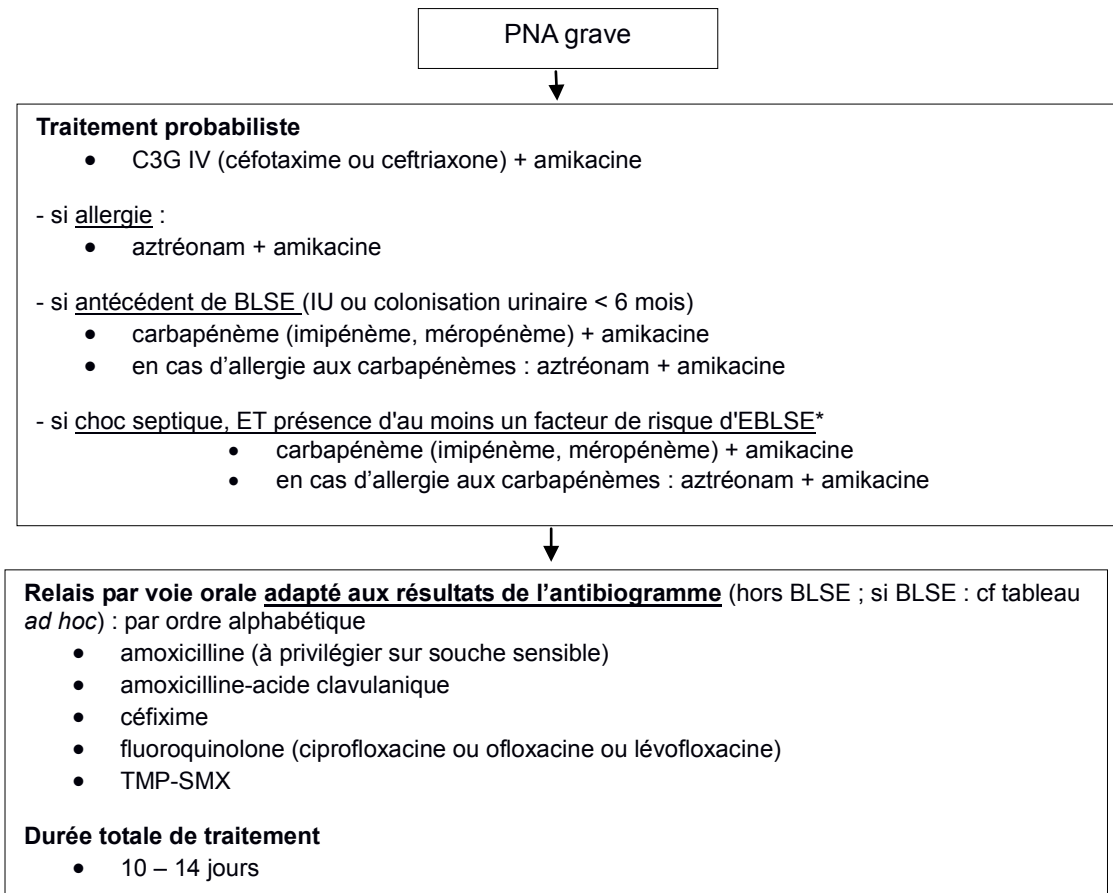 PNA grave
Traitement probabiliste
• C3G IV (céfotaxime ou ceftriaxone) + amikacine
- si allergie :
• aztréonam + amikacine
- si antécédent de BLSE (IU ou colonisation urinaire < 6 mois)
• carbapénème (imipénème, méropénème) + amikacine
• en cas d’allergie aux carbapénèmes : aztréonam + amikacine
- si choc septique, ET présence d'au moins un facteur de risque d'EBLSE*
• carbapénème (imipénème, méropénème) + amikacine
• en cas d’allergie aux carbapénèmes : aztréonam + amikacine
Relais par voie orale adapté aux résultats de l’antibiogramme (hors BLSE ; si BLSE : cf tableau
ad hoc) : par ordre alphabétique
• amoxicilline (à privilégier sur souche sensible)
• amoxicilline-acide clavulanique
• céfixime
• fluoroquinolone (ciprofloxacine ou ofloxacine ou lévofloxacine)
• TMP-SMX
Durée totale de traitement
• 10 – 14 jours